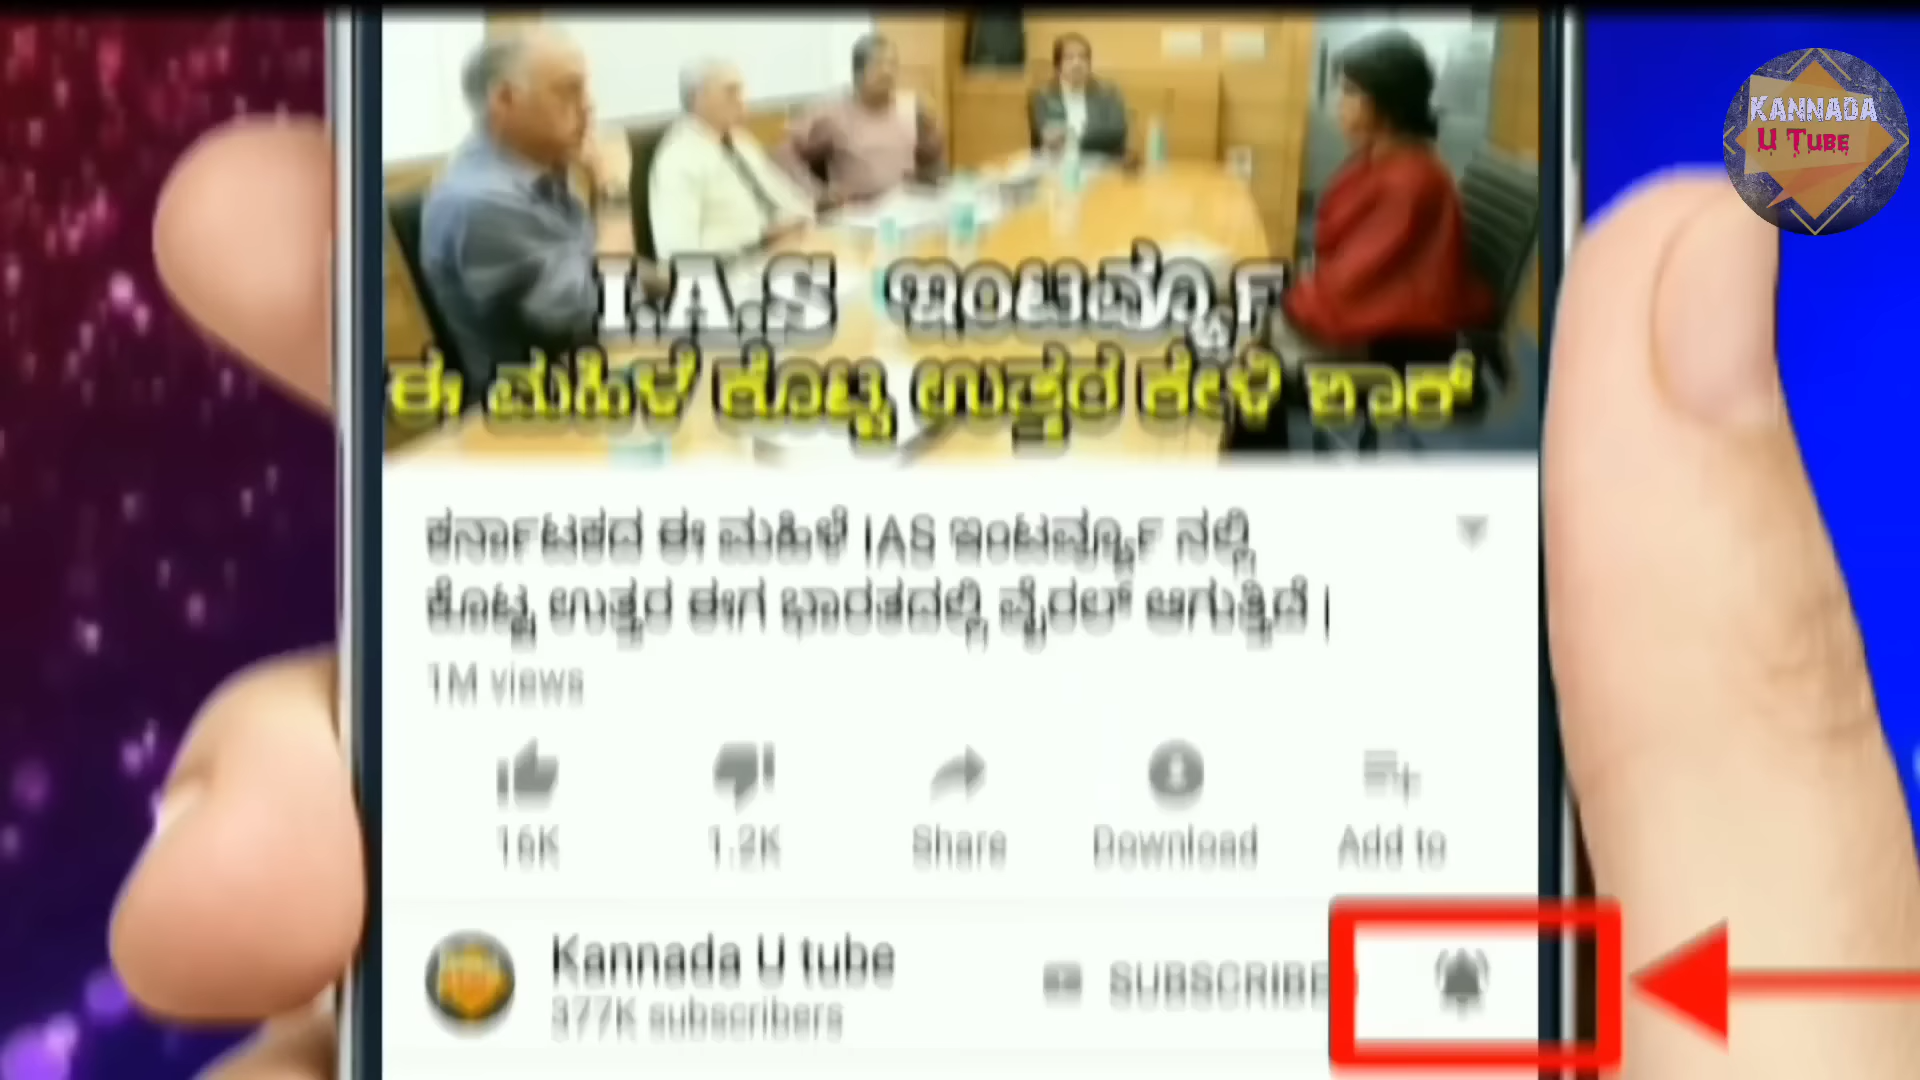 KANNADA
U TUBE
I.A.S ಇಂಟರ್ವ್ಯೂ
ಈ ಮಹಿಳೆ ಕೊಟ್ಟ ಉತ್ತರ ಕೇಳಿ ಶಾಕ್
ಕರ್ನಾಟಕದ ಈ ಮಹಿಳೆ IAS ಇಂಟರ್ವ್ಯೂ ನಲ್ಲಿ
ಕೊಟ್ಟ ಉತ್ತರ ಈಗ ಭಾರತದಲ್ಲಿ ವೈರಲ್ ಆಗುತ್ತಿದೆ |
1M views
16K 1.2K Share Download Add to
Kannada U tube
SUBSCRIBED
377K subscribers